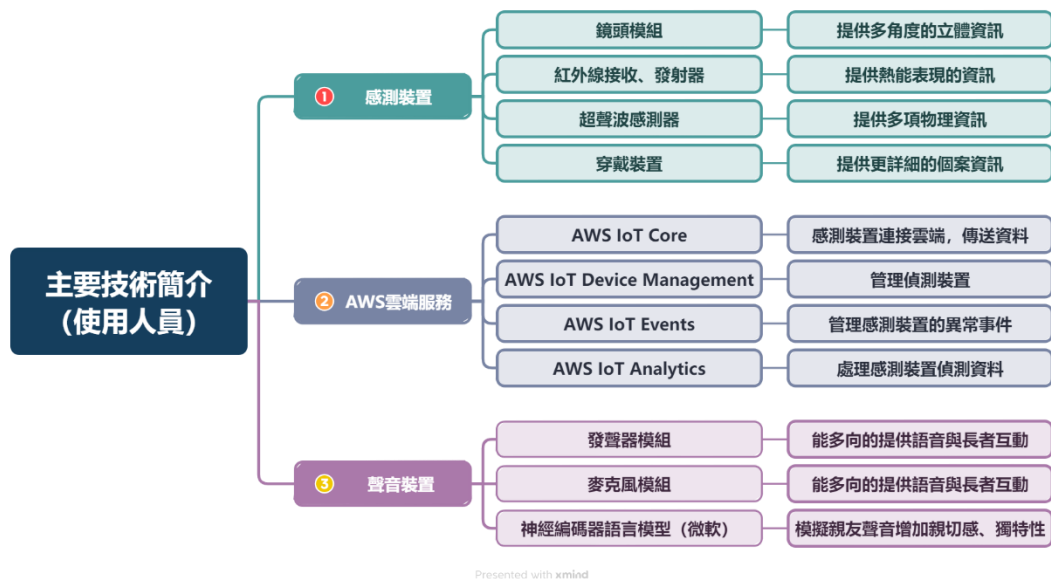 主要技術簡介
（使用人員）
1 感測裝置
鏡頭模組
提供多角度的立體資訊
紅外線接收、發射器
提供熱能表現的資訊
超聲波感測器
提供多項物理資訊
穿戴裝置
提供更詳細的個案資訊
2 AWS雲端服務
AWS IoT Core
感測裝置連接雲端，傳送資料
AWS IoT Device Management
管理偵測裝置
AWS IoT Events
管理感測裝置的異常事件
AWS IoT Analytics
處理感測裝置偵測資料
3 聲音裝置
發聲器模組
能多向的提供語音與長者互動
麥克風模組
能多向的提供語音與長者互動
神經編碼器語言模型（微軟）
模擬親友聲音增加親切感、獨特性
Presented with xmind